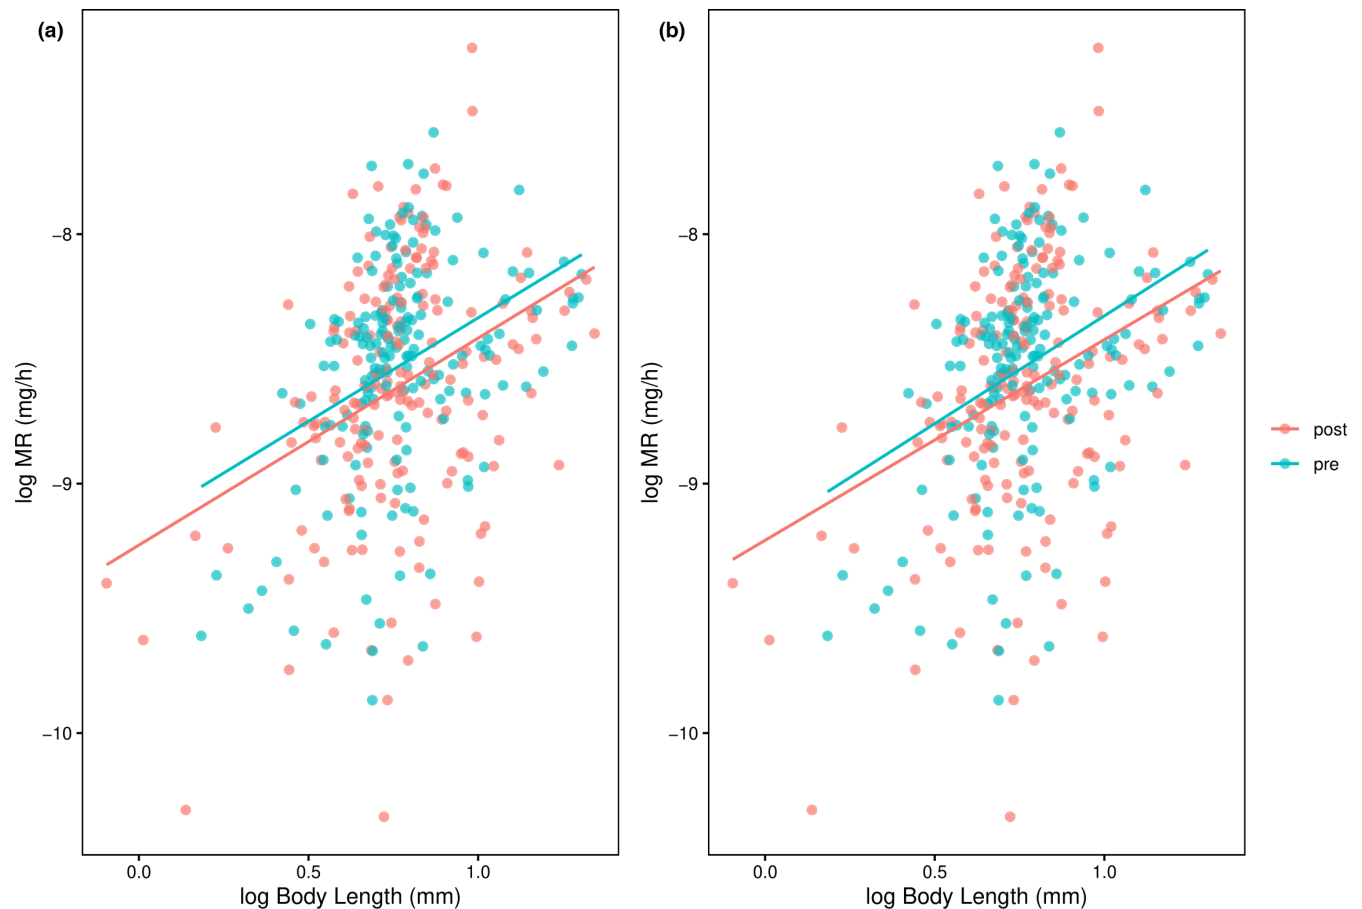 (a)
log MR (mg/h)
−8
−9
−10
0.0 0.5 1.0
log Body Length (mm)
(b)
log MR (mg/h)
−8
−9
−10
0.0 0.5 1.0
log Body Length (mm)
post
pre